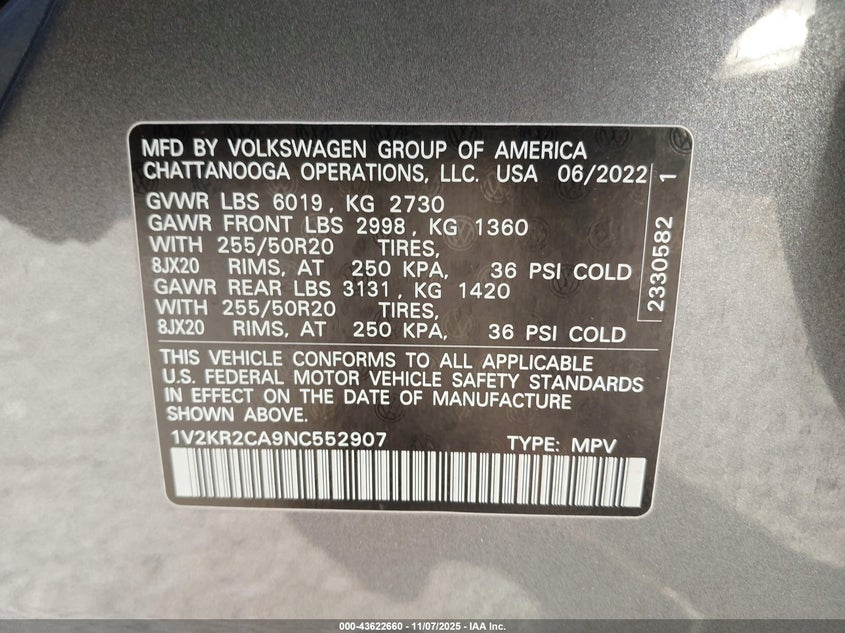 MFD BY VOLKSWAGEN GROUP OF AMERICA
CHATTANOOGA OPERATIONS, LLC. USA 06/2022
GVWR LBS 6019, KG 2730
GAWR FRONT LBS 2998, KG 1360
WITH 255/50R20 TIRES,
8JX20 RIMS, AT 250 KPA, 36 PSI COLD
GAWR REAR LBS 3131, KG 1420
WITH 255/50R20 TIRES,
8JX20 RIMS, AT 250 KPA, 36 PSI COLD
2330582 1
THIS VEHICLE CONFORMS TO ALL APPLICABLE
U.S. FEDERAL MOTOR VEHICLE SAFETY STANDARDS
IN EFFECT ON THE DATE OF MANUFACTURE
SHOWN ABOVE.
1V2KR2CA9NC552907 TYPE: MPV
000-43622660 - 11/07/2025 - IAA Inc.